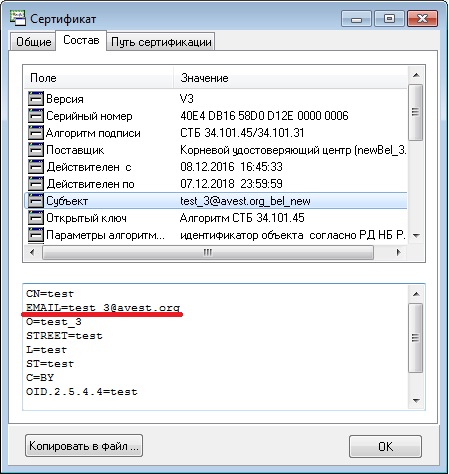 Сертификат
Общие Состав Путь сертификации
Поле Значение
Версия V3
Серийный номер 40E4 DB16 58D0 D12E 0000 0006
Алгоритм подписи СТБ 34.101.45/34.101.31
Поставщик Корневой удостоверяющий центр (newBel_3.
Действителен с 08.12.2016 16:45:33
Действителен по 07.12.2018 23:59:59
Субъект test_3@avest.org_bel_new
Открытый ключ Алгоритм СТБ 34.101.45
Параметры алгоритм... идентификатор объекта согласно РД НБ Р.
CN=test
EMAIL=test_3@avest.org
O=test_3
STREET=test
L=test
ST=test
C=BY
OID.2.5.4.4=test
Копировать в файл ... OK